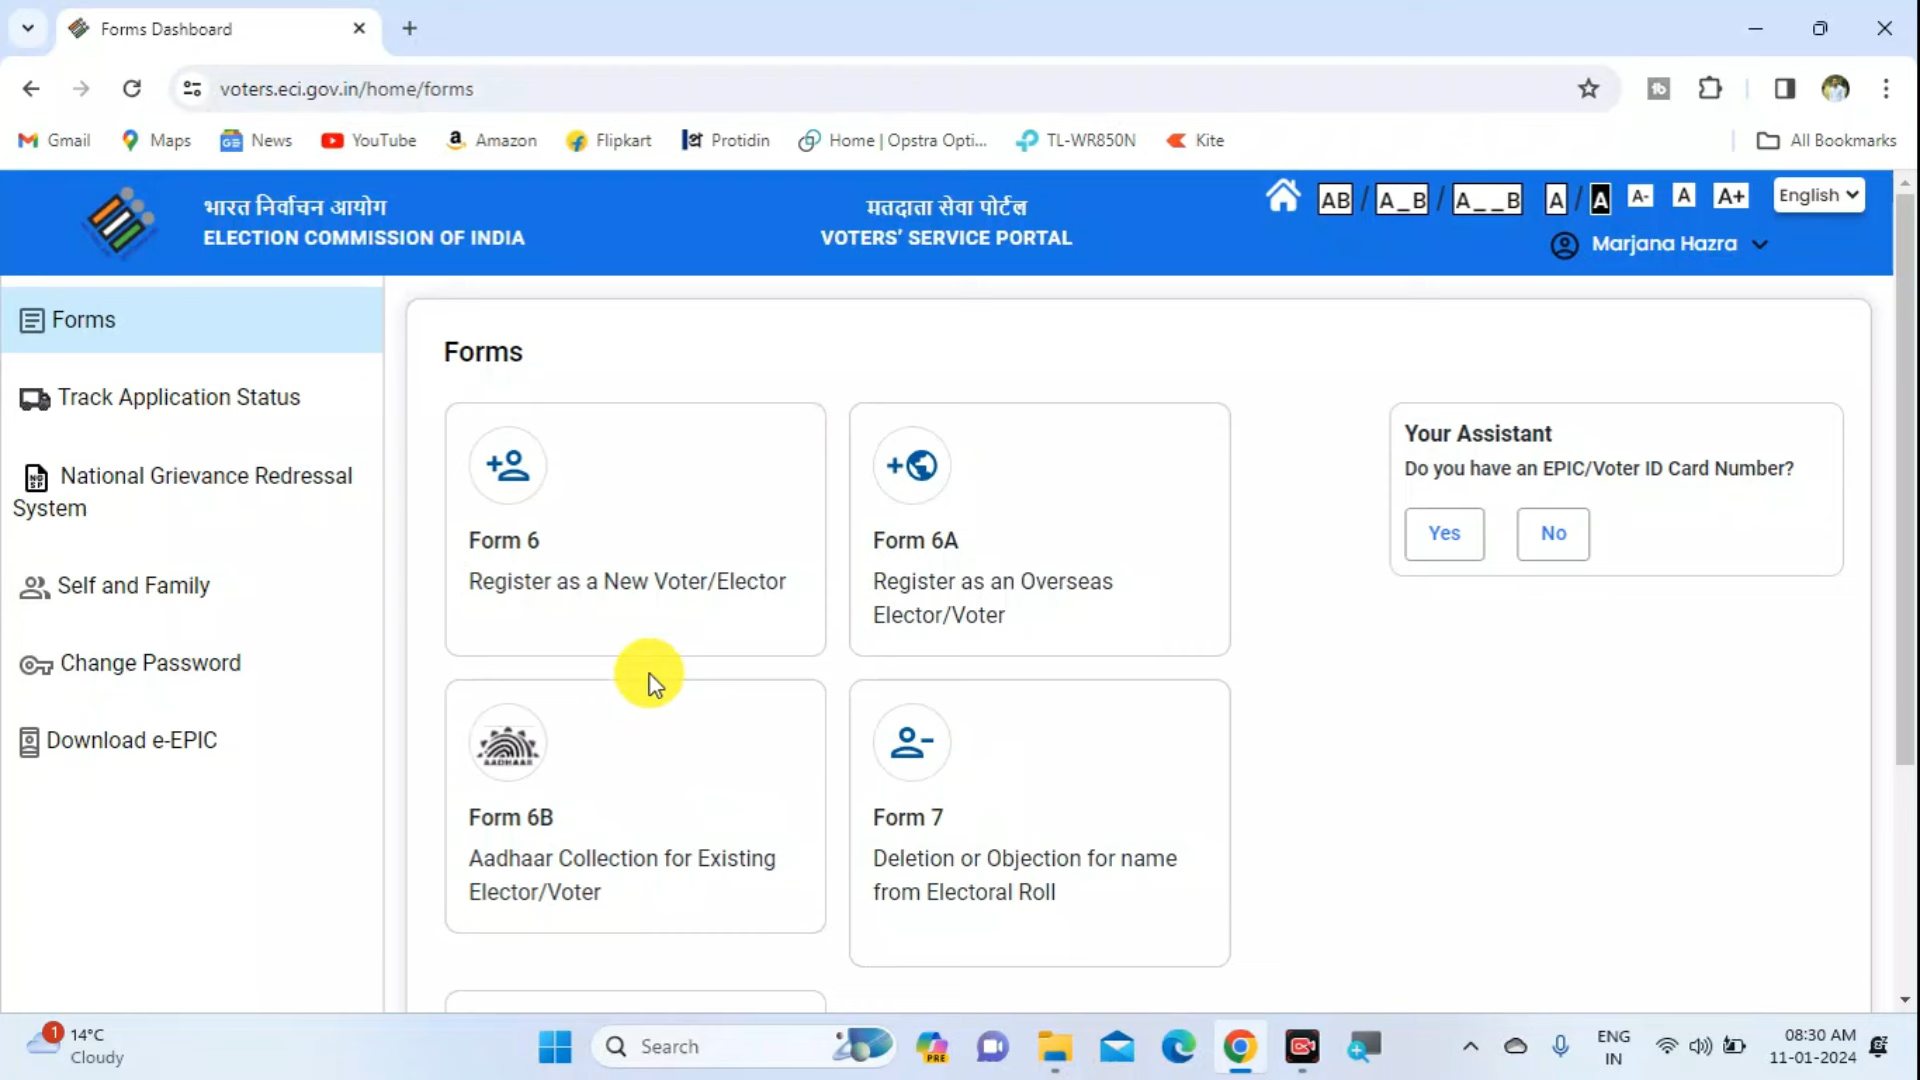 Forms Dashboard
voters.eci.gov.in/home/forms
Gmail
Maps
News
YouTube
Amazon
Flipkart
Protidin
Home | Opstra Opti...
TL-WR850N
Kite
All Bookmarks
भारत निर्वाचन आयोग
ELECTION COMMISSION OF INDIA
मतदाता सेवा पोर्टल
VOTERS' SERVICE PORTAL
AB / A_B / A__B A / A A- A A+ English
Marjana Hazra
Forms
Track Application Status
National Grievance Redressal
System
Self and Family
Change Password
Download e-EPIC
Forms
Form 6
Register as a New Voter/Elector
Form 6A
Register as an Overseas
Elector/Voter
AADHAAR
Form 6B
Aadhaar Collection for Existing
Elector/Voter
Form 7
Deletion or Objection for name
from Electoral Roll
Your Assistant
Do you have an EPIC/Voter ID Card Number?
Yes No
1
14°C
Cloudy
Search
PRE
ENG
IN
08:30 AM
11-01-2024